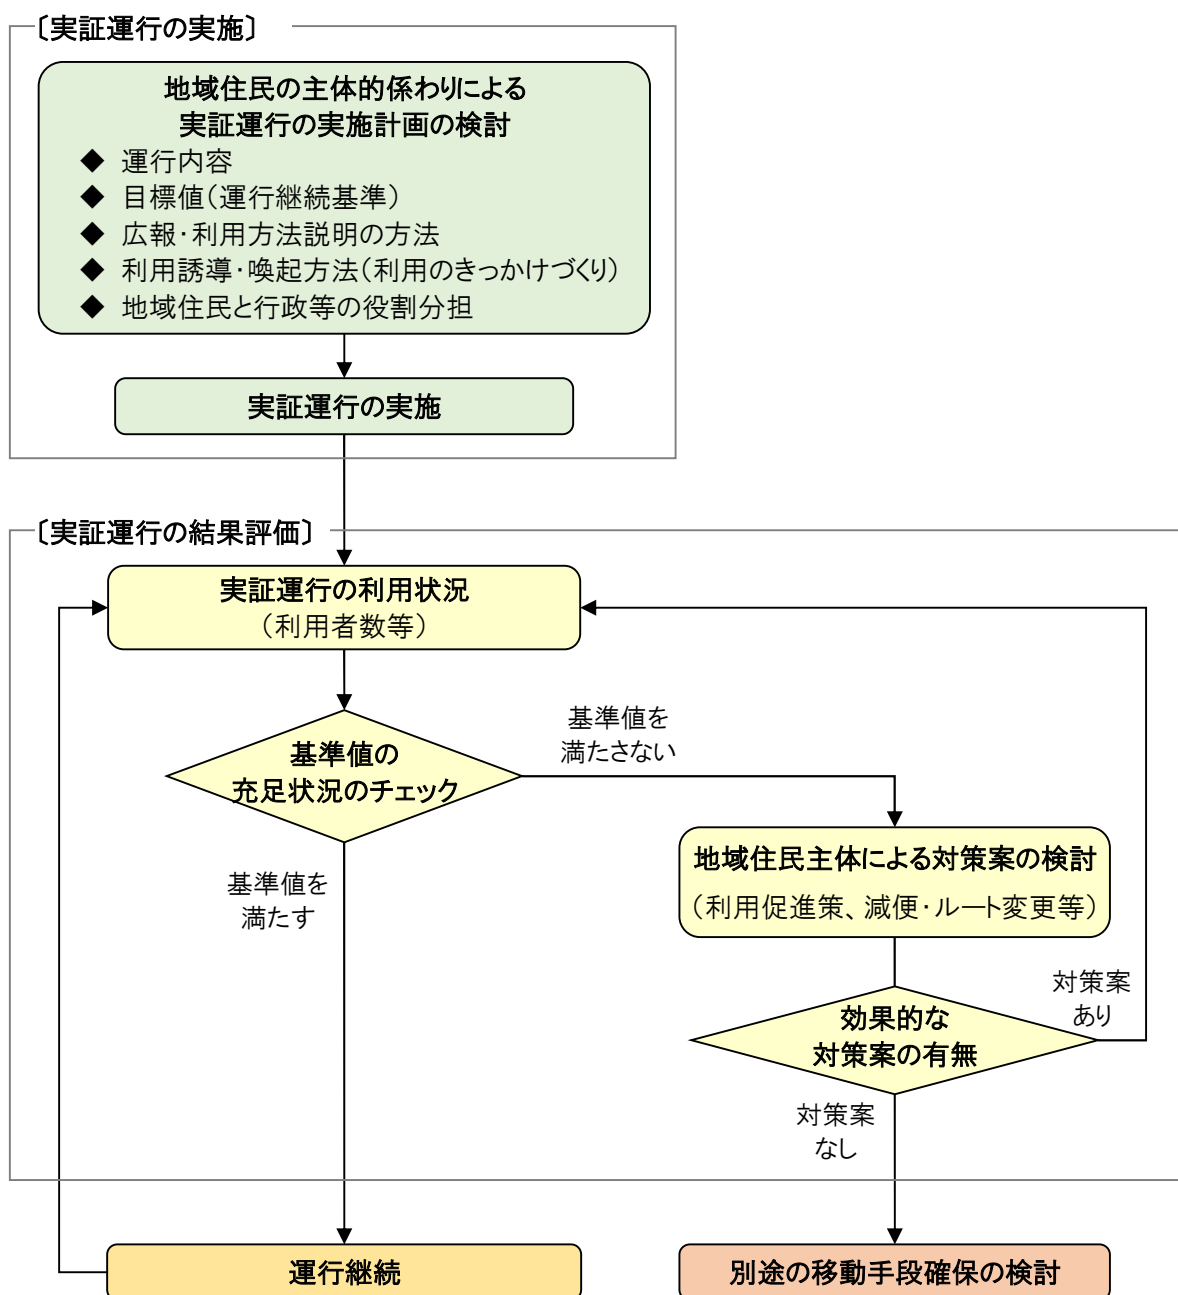 〔実証運行の実施〕
地域住民の主体的係わりによる
実証運行の実施計画の検討
◆ 運行内容
◆ 目標値（運行継続基準）
◆ 広報・利用方法説明の方法
◆ 利用誘導・喚起方法（利用のきっかけづくり）
◆ 地域住民と行政等の役割分担
実証運行の実施
〔実証運行の結果評価〕
実証運行の利用状況
（利用者数等）
基準値の
充足状況のチェック
基準値を
満たさない
地域住民主体による対策案の検討
（利用促進策、減便・ルート変更等）
基準値を
満たす
効果的な
対策案の有無
対策案
あり
対策案
なし
運行継続
別途の移動手段確保の検討